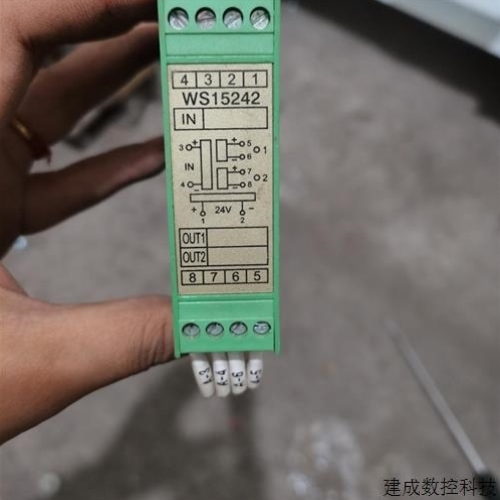 4 3 2 1
WS15242
IN
3 + + 5 1
IN - 6
+ 7 2
4 - - 8
+ 24V -
1 2
OUT1
OUT2
8 7 6 5
建成数控科技